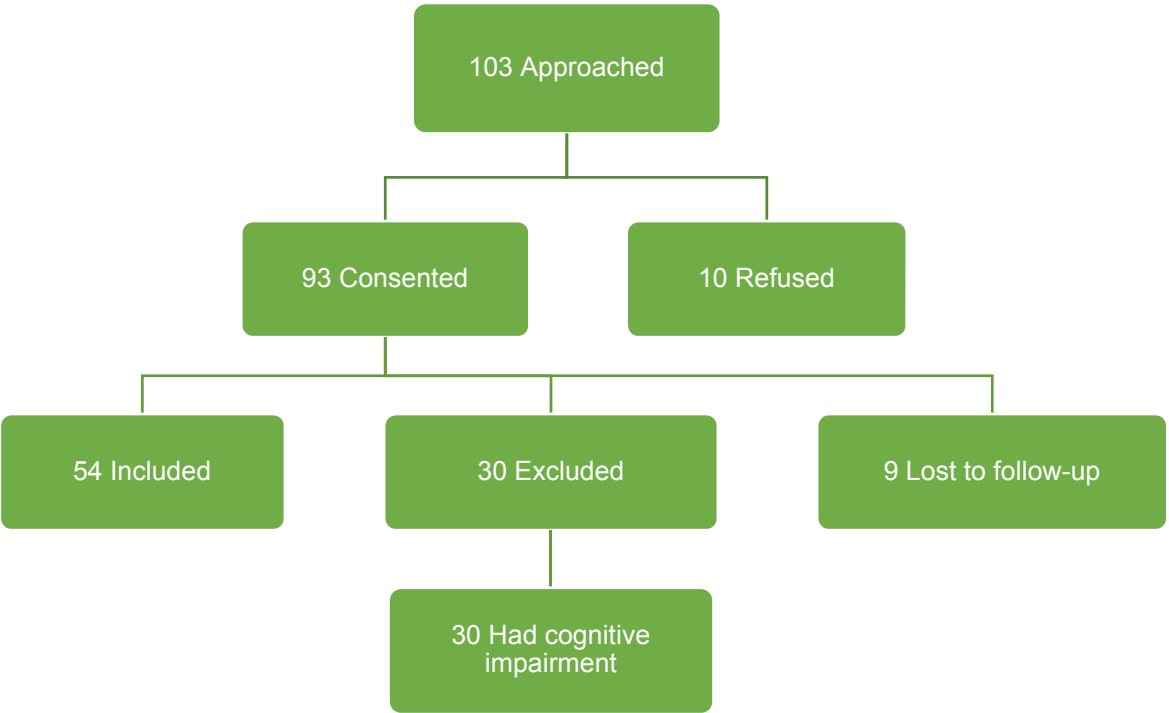 103 Approached
93 Consented
10 Refused
54 Included
30 Excluded
9 Lost to follow-up
30 Had cognitive
impairment